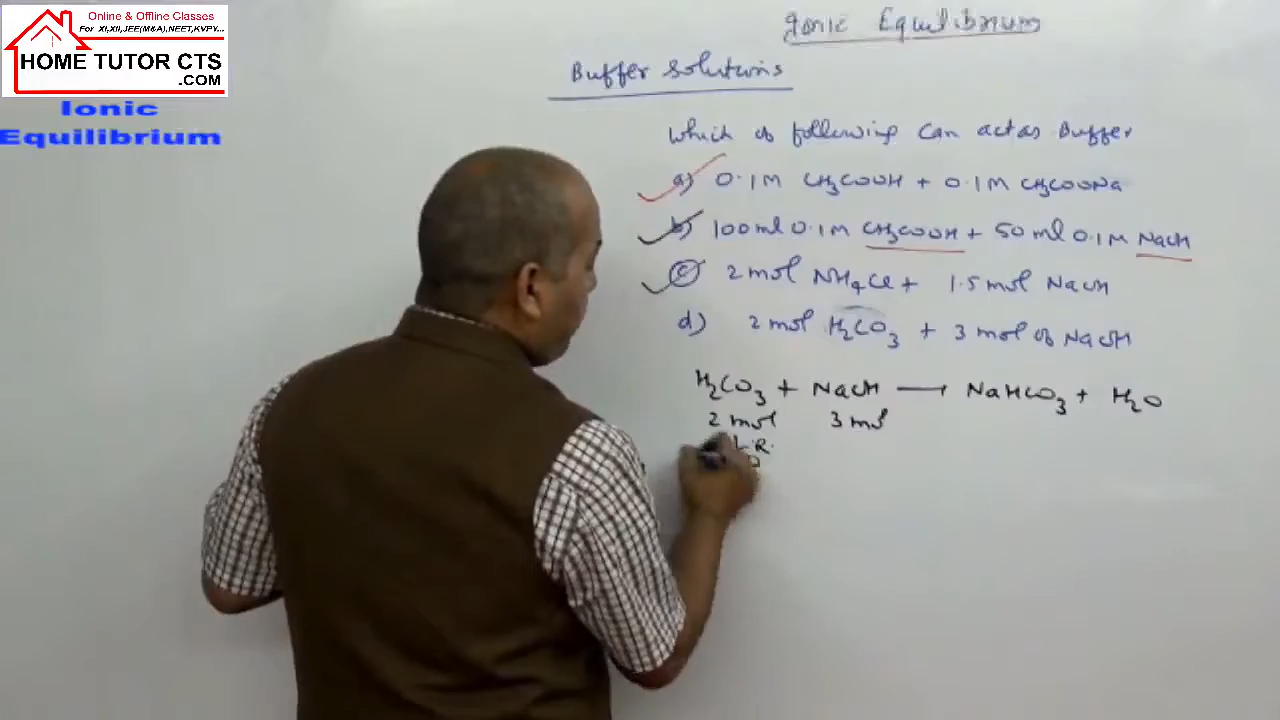 Online & Offline Classes
For XI,XII,JEE(M&A),NEET,KVPY...
HOME TUTOR CTS
.COM
Ionic
Equilibrium
Ionic Equilibrium
Buffer Solutions
Which of following can act as Buffer
a) 0.1M CH3COOH + 0.1M CH3COONa
b) 100ml 0.1M CH3COOH + 50ml 0.1M NaOH
c) 2 mol NH4Cl + 1.5 mol NaOH
d) 2 mol H2CO3 + 3 mol of NaOH
H2CO3 + NaOH → NaHCO3 + H2O
2 mol 3 mol
L.R.